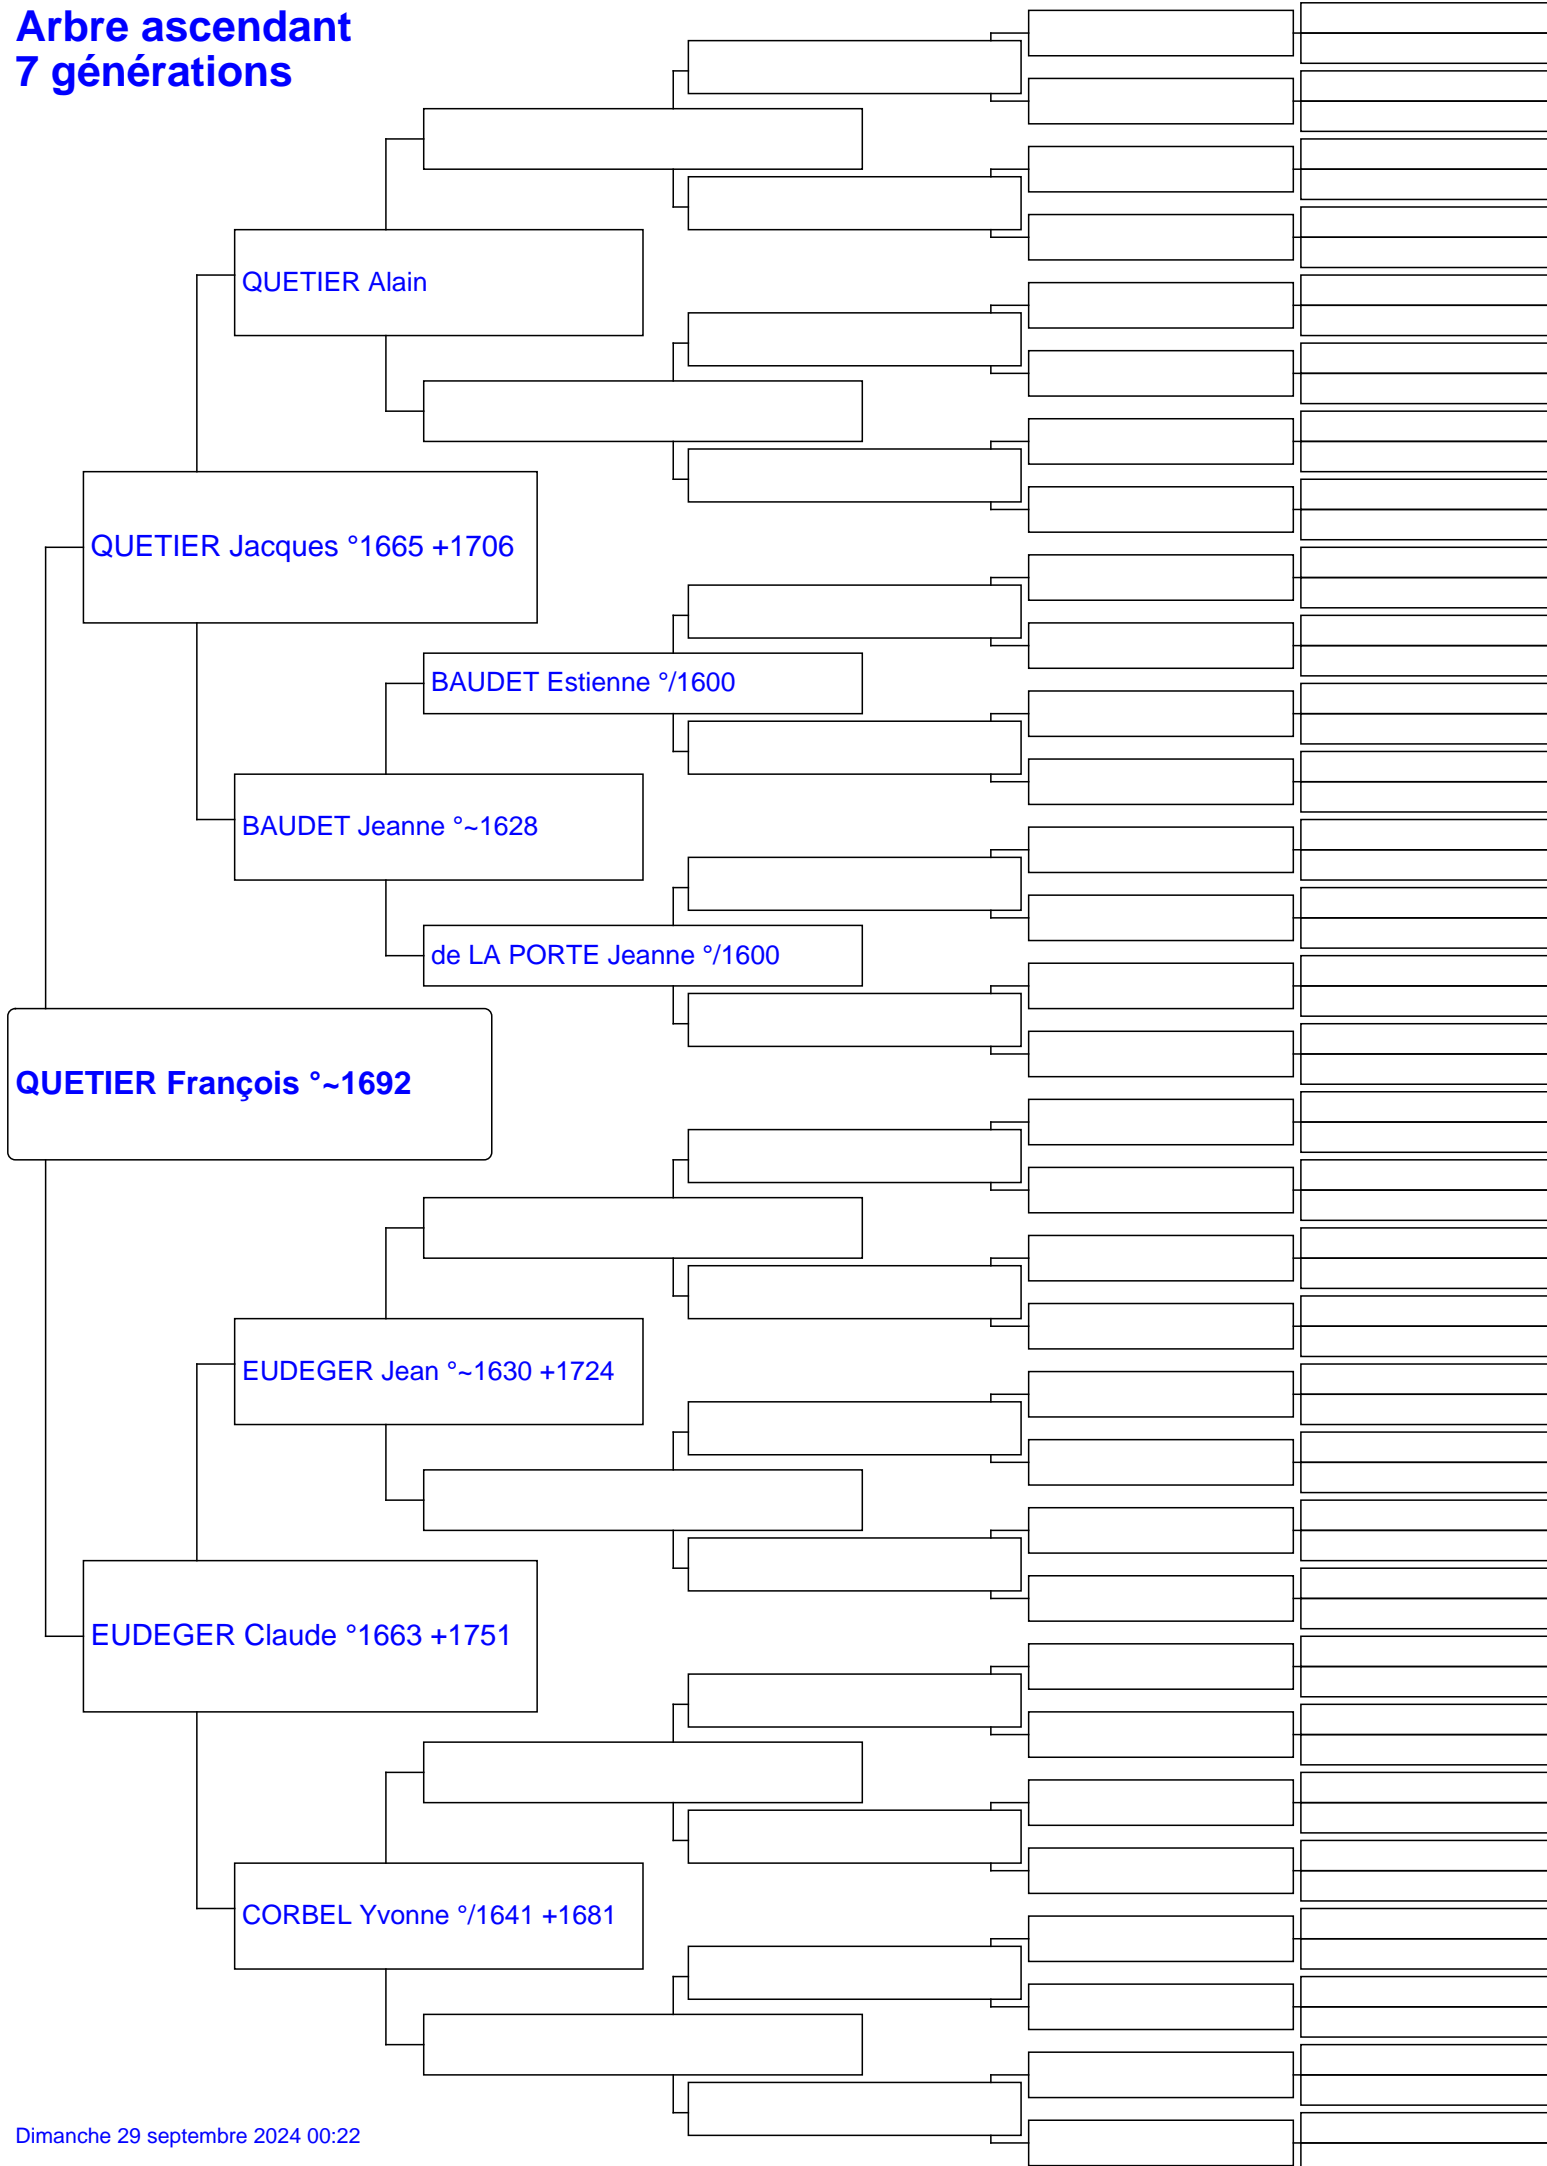 Arbre ascendant
7 générations
QUETIER Alain
QUETIER Jacques °1665 +1706
BAUDET Estienne °/1600
BAUDET Jeanne °~1628
de LA PORTE Jeanne °/1600
QUETIER François °~1692
EUDEGER Jean °~1630 +1724
EUDEGER Claude °1663 +1751
CORBEL Yvonne °/1641 +1681
Dimanche 29 septembre 2024 00:22